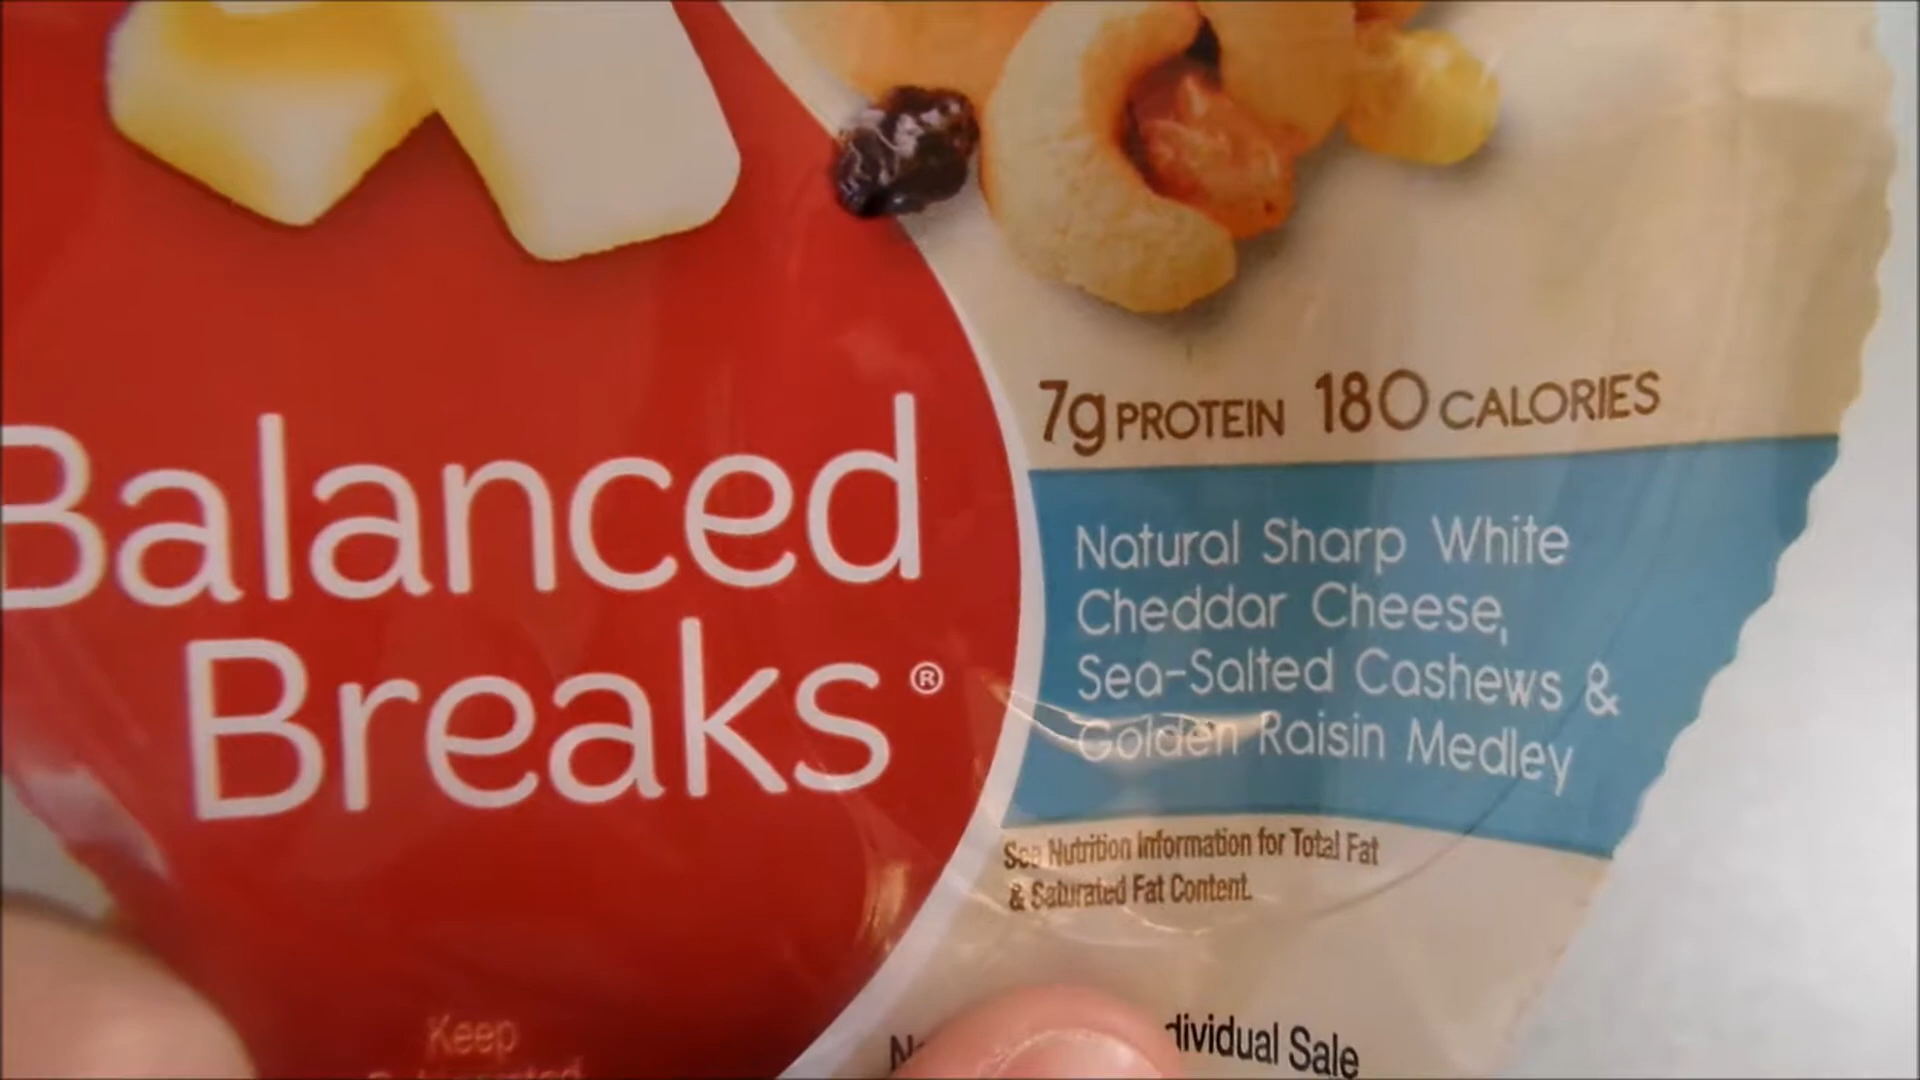 Balanced
Breaks®
7g PROTEIN 180 CALORIES
Natural Sharp White
Cheddar Cheese,
Sea-Salted Cashews &
Golden Raisin Medley
See Nutrition Information for Total Fat
& Saturated Fat Content.
Keep
Sale